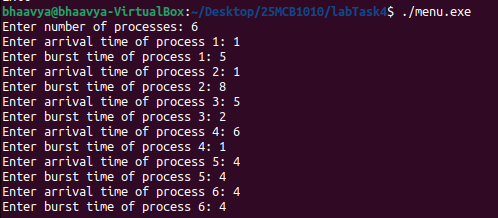 bhaavya@bhaavya-VirtualBox:~/Desktop/25MCB1010/labTask4$ ./menu.exe
Enter number of processes: 6
Enter arrival time of process 1: 1
Enter burst time of process 1: 5
Enter arrival time of process 2: 1
Enter burst time of process 2: 8
Enter arrival time of process 3: 5
Enter burst time of process 3: 2
Enter arrival time of process 4: 6
Enter burst time of process 4: 1
Enter arrival time of process 5: 4
Enter burst time of process 5: 4
Enter arrival time of process 6: 4
Enter burst time of process 6: 4